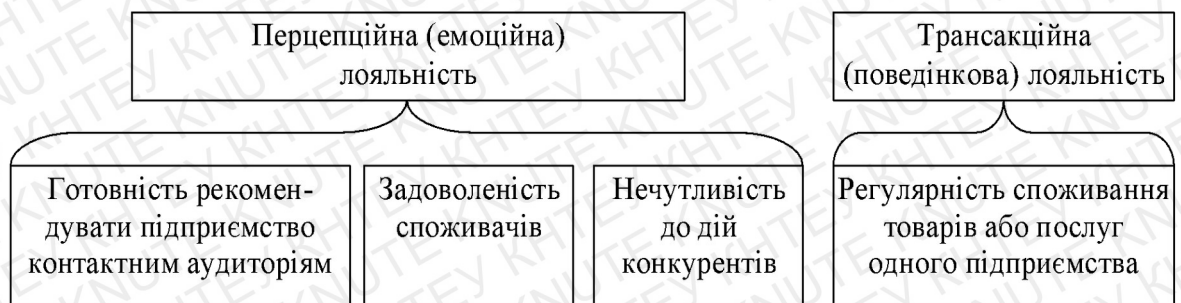 Перцепційна (емоційна)
лояльність
Трансакційна
(поведінкова) лояльність
Готовність рекомен-
дувати підприємство
контактним аудиторіям
Задоволеність
споживачів
Нечутливість
до дій
конкурентів
Регулярність споживання
товарів або послуг
одного підприємства